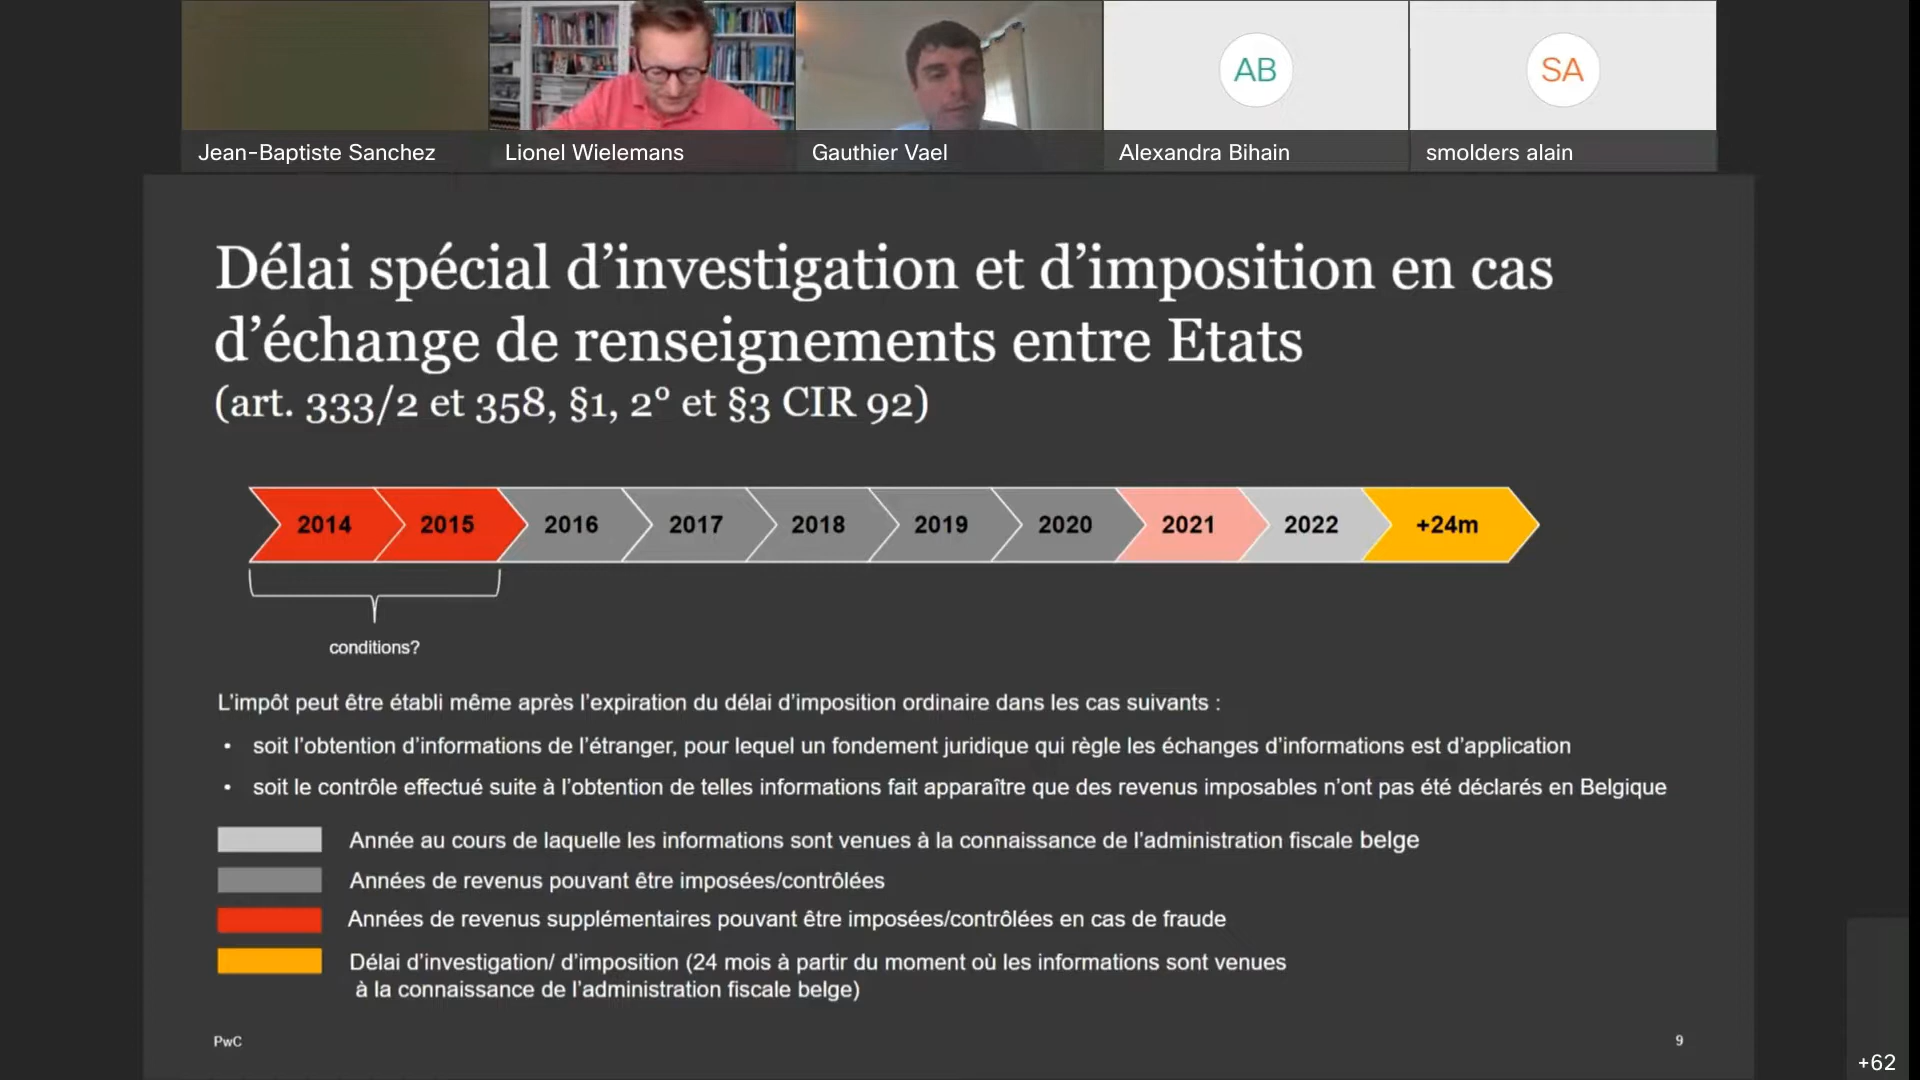 AB
SA
Jean-Baptiste Sanchez
Lionel Wielemans
Gauthier Vael
Alexandra Bihain
smolders alain
Délai spécial d’investigation et d’imposition en cas
d’échange de renseignements entre Etats
(art. 333/2 et 358, §1, 2° et §3 CIR 92)
2014 2015 2016 2017 2018 2019 2020 2021 2022 +24m
conditions?
L’impôt peut être établi même après l’expiration du délai d’imposition ordinaire dans les cas suivants :
• soit l’obtention d’informations de l’étranger, pour lequel un fondement juridique qui règle les échanges d’informations est d’application
• soit le contrôle effectué suite à l’obtention de telles informations fait apparaître que des revenus imposables n’ont pas été déclarés en Belgique
Année au cours de laquelle les informations sont venues à la connaissance de l’administration fiscale belge
Années de revenus pouvant être imposées/contrôlées
Années de revenus supplémentaires pouvant être imposées/contrôlées en cas de fraude
Délai d’investigation/ d’imposition (24 mois à partir du moment où les informations sont venues
à la connaissance de l’administration fiscale belge)
PwC
9
+62